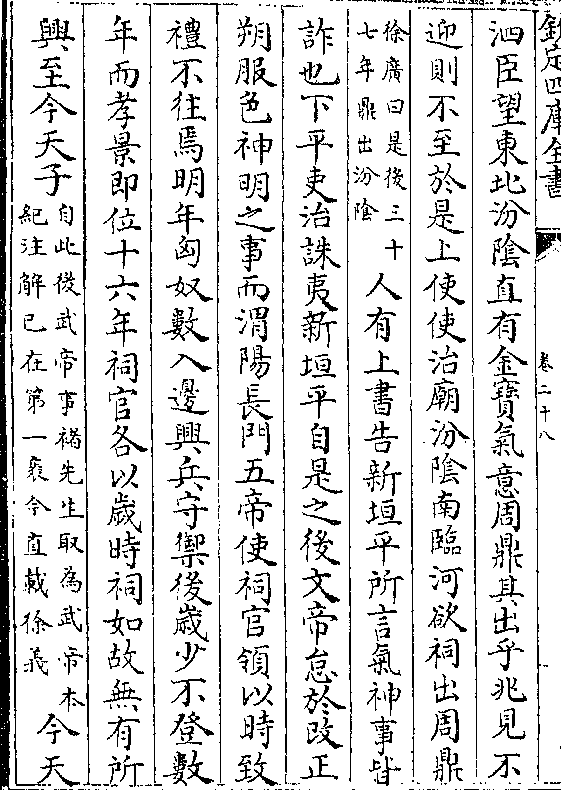 欽定四庫全書
卷二十八
泗臣望東北汾陰直有金寶氣意周鼎其出乎兆見不
迎則不至於是上使使治廟汾陰南臨河欲祠出周鼎
徐廣曰是後三十
七年鼎出汾陰
人有上書告新垣平所言氣神事皆
詐也下平吏治誅夷新垣平自是之後文帝怠於改正
朔服色神明之事而渭陽長門五帝使祠官領以時致
禮不往焉明年匈奴數入邊興兵守禦後歲少不登數
年而孝景即位十六年祠官各以歲時祠如故無有所
興至今天子
自此後武帝事褚先生取為武帝本
紀注解已在第一袠今直載徐義
今天